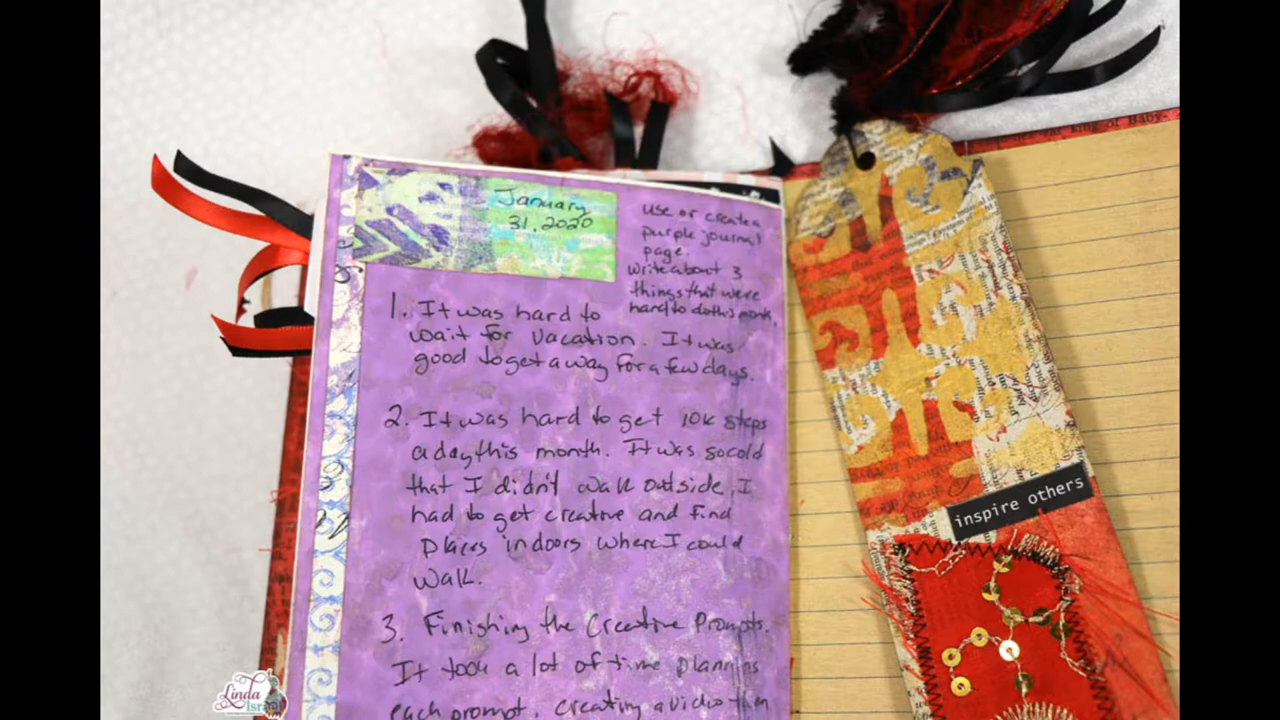 January
31, 2020
use or create a
purple journal
page.
Write about 3
things that were
hard to do this month.
1. It was hard to
wait for vacation. It was
good to get away for a few days.
2. It was hard to get 10k steps
a day this month. It was so cold
that I didn't walk outside, I
had to get creative and find
places indoors where I could
walk.
3. Finishing the Creative Prompts.
It took a lot of time planning
each prompt, creating a video then
inspire others
king of Baby-
Linda
Israel